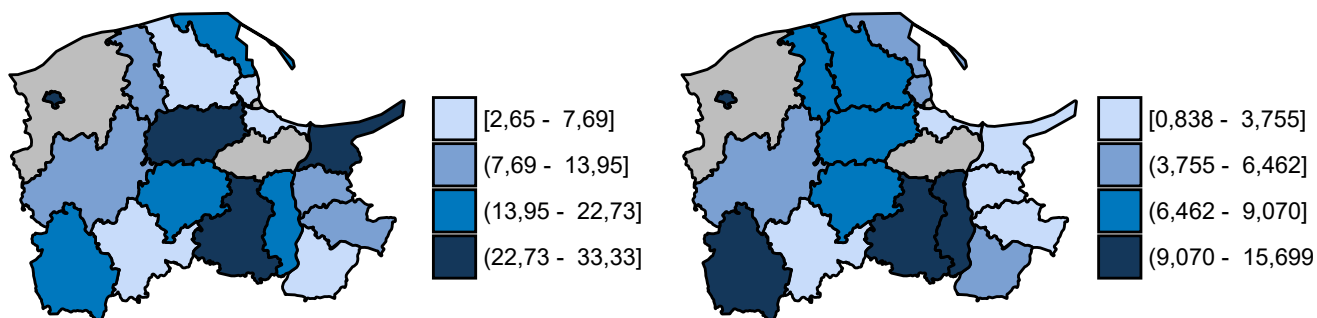 [2,65 - 7,69]
(7,69 - 13,95]
(13,95 - 22,73]
(22,73 - 33,33]
[0,838 - 3,755]
(3,755 - 6,462]
(6,462 - 9,070]
(9,070 - 15,699